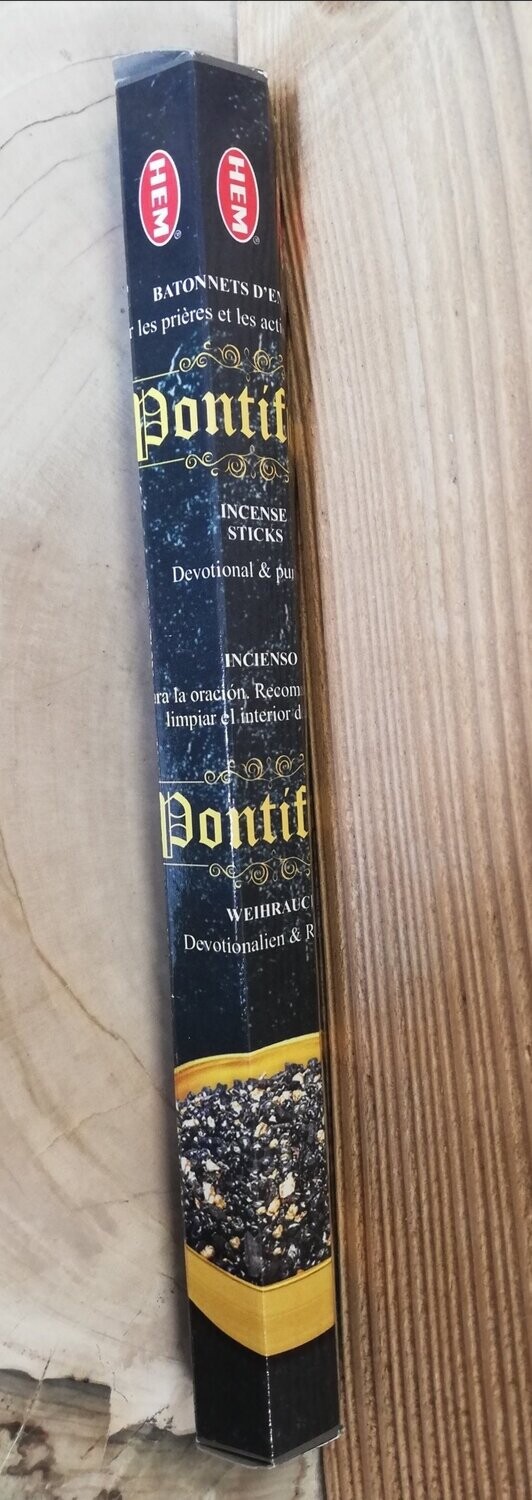 HEM
HEM
BATONNETS D'EN
r les prières et les acti
Pontif
INCENSE
STICKS
Devotional & pur
INCIENSO
ra la oración. Recom
limpiar el interior d
Pontif
WEIHRAUC
Devotionalien & R